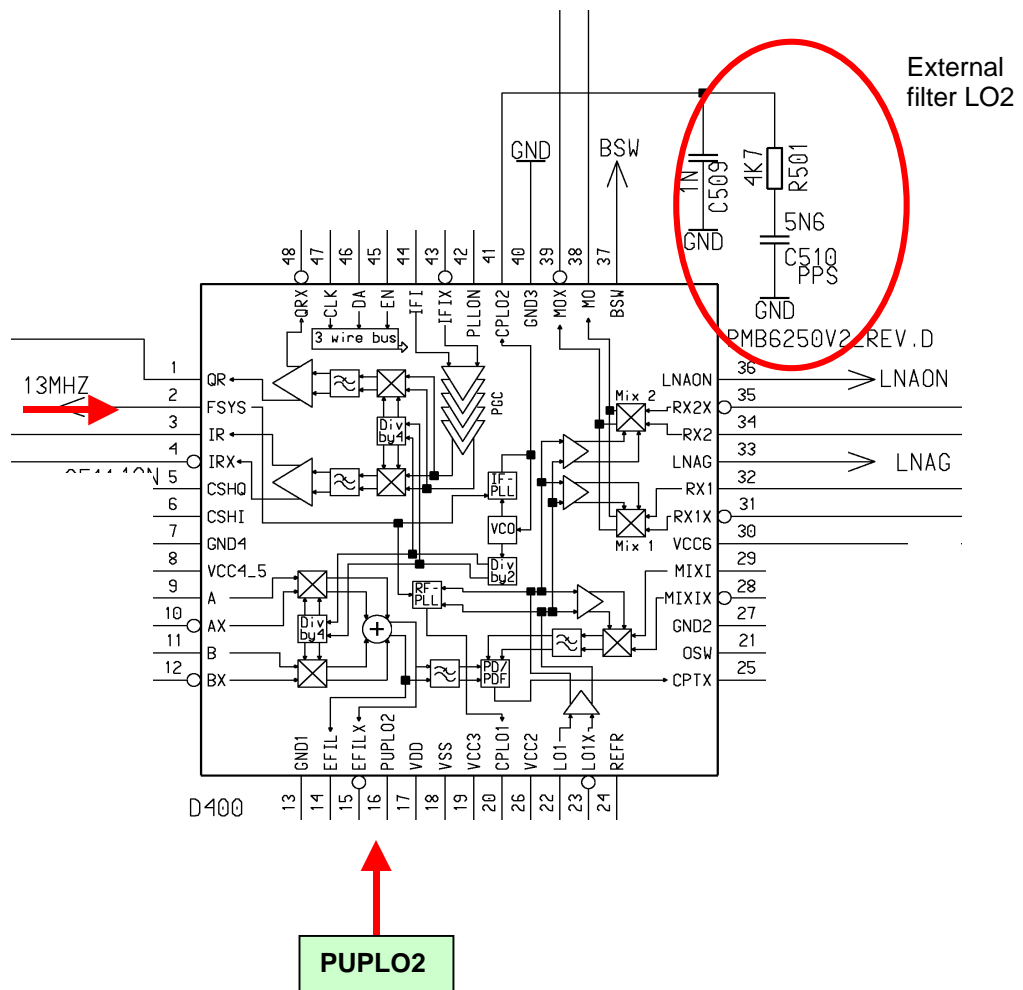 External
filter LO2
GND
BSW
1N
C509
GND
4K7
R501
5N6
C510
PPS
GND
PMB6250V2_REV.D
48
47
46
45
44
43
42
41
40
39
38
37
QRX
CLK
DA
EN
IFI
IFIX
PLLON
CPLO2
GND3
MOX
MO
BSW
3 wire bus
13MHZ
1 QR
2 FSYS
3 IR
4 IRX
5 CSHQ
6 CSHI
7 GND4
8 VCC4_5
9 A
10 AX
11 B
12 BX
PGC
Div
by4
IF-
PLL
VCO
Div
by2
RF-
PLL
Div
by4
+
PD/
PDF
Mix 2
Mix 1
LNAON 36 LNAON
RX2X 35
RX2 34
LNAG 33 LNAG
RX1 32
RX1X 31
VCC6 30
MIXI 29
MIXIX 28
GND2 27
OSW 21
CPTX 25
GND1
EFIL
EFILX
PUPLO2
VDD
VSS
VCC3
CPLO1
VCC2
LO1
LO1X
REFR
13
14
15
16
17
18
19
20
26
22
23
24
D400
PUPLO2